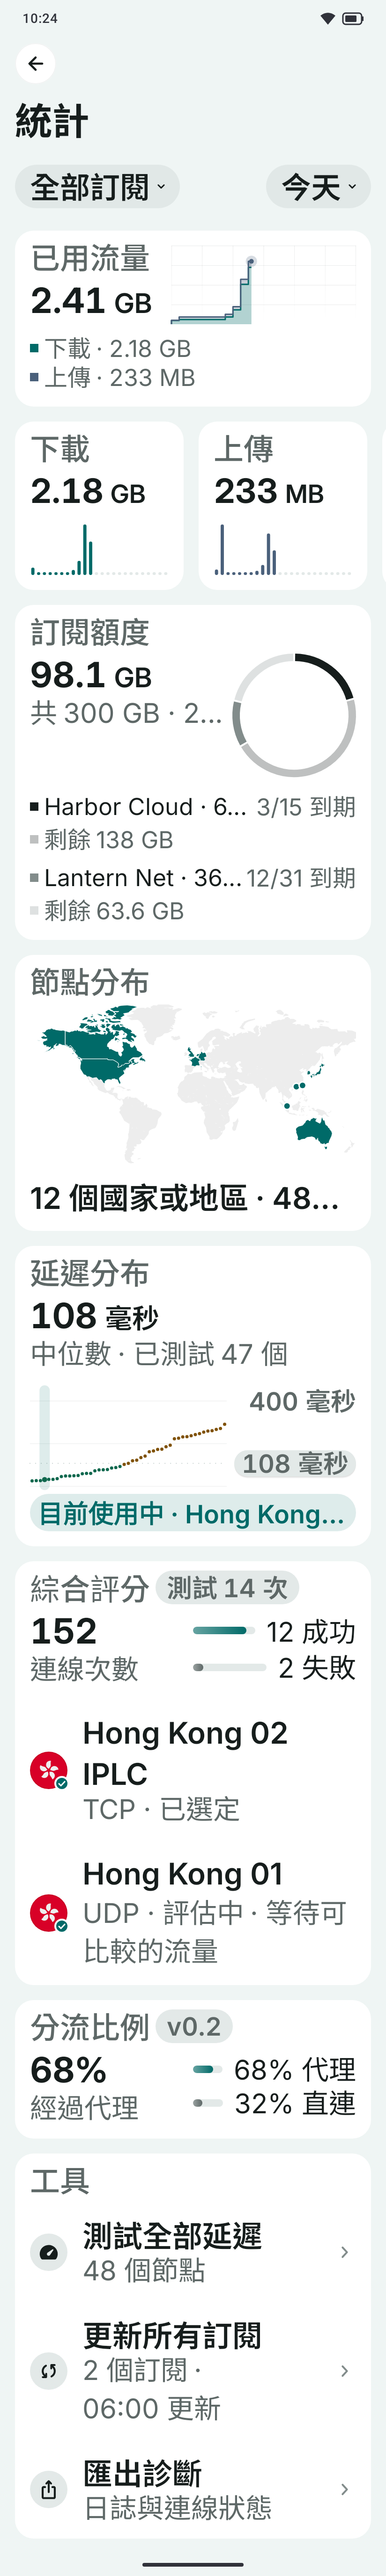 10:24
統計
全部訂閱
今天
已用流量
2.41 GB
下載 · 2.18 GB
上傳 · 233 MB
下載
2.18 GB
上傳
233 MB
訂閱額度
98.1 GB
共 300 GB · 2...
Harbor Cloud · 6... 3/15 到期
剩餘 138 GB
Lantern Net · 36... 12/31 到期
剩餘 63.6 GB
節點分布
12 個國家或地區 · 48...
延遲分布
108 毫秒
中位數 · 已測試 47 個
400 毫秒
108 毫秒
目前使用中 · Hong Kong...
綜合評分 測試 14 次
152
連線次數
12 成功
2 失敗
Hong Kong 02
IPLC
TCP · 已選定
Hong Kong 01
UDP · 評估中 · 等待可
比較的流量
分流比例 v0.2
68%
經過代理
68% 代理
32% 直連
工具
測試全部延遲
48 個節點
更新所有訂閱
2 個訂閱 ·
06:00 更新
匯出診斷
日誌與連線狀態